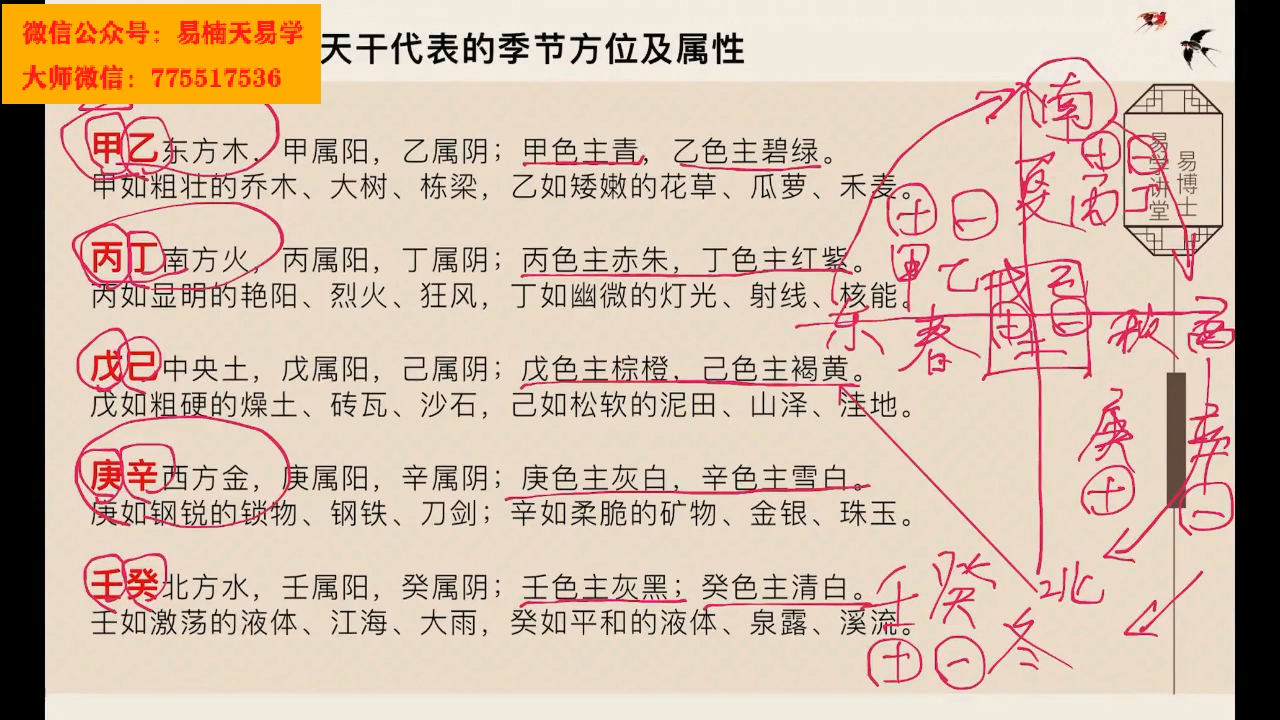 微信公众号：易楠天易学
大师微信：775517536
天干代表的季节方位及属性
甲乙东方木，甲属阳，乙属阴；甲色主青，乙色主碧绿。
甲如粗壮的乔木、大树、栋梁，乙如矮嫩的花草、瓜萝、禾麦。
丙丁南方火，丙属阳，丁属阴；丙色主赤朱，丁色主红紫。
丙如显明的艳阳、烈火、狂风，丁如幽微的灯光、射线、核能。
戊己中央土，戊属阳，己属阴；戊色主棕橙，己色主褐黄。
戊如粗硬的燥土、砖瓦、沙石，己如松软的泥田、山泽、洼地。
庚辛西方金，庚属阳，辛属阴；庚色主灰白，辛色主雪白。
庚如钢锐的锁物、钢铁、刀剑；辛如柔脆的矿物、金银、珠玉。
壬癸北方水，壬属阳，癸属阴；壬色主灰黑；癸色主清白。
壬如激荡的液体、江海、大雨，癸如平和的液体、泉露、溪流。
易博士
易学讲堂
南
+ −
夏 丙 丁
+ −
甲 乙 戊 己
+ −
东 春 土 秋 西
庚 辛
+ −
壬 癸 北
+ − 冬